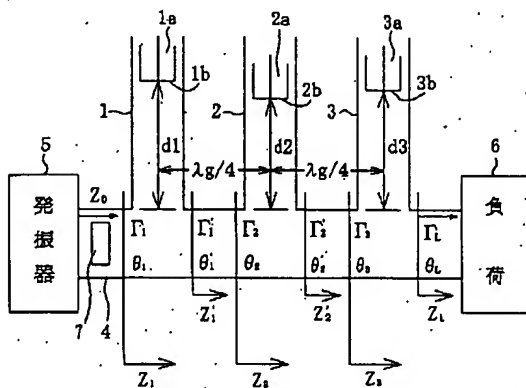 1a
2a
3a
1b
2b
3b
1
2
3
5
6
d1
d2
d3
λg/4
λg/4
発振器
負荷
Z₀
Γ₁
Γ₁'
Γ₂
Γ₂'
Γ₃
Γ_L
θ₁
θ₁'
θ₂
θ₂'
θ₃
θ_L
7
4
Z₁'
Z₂'
Z_L
Z₁
Z₂
Z₃